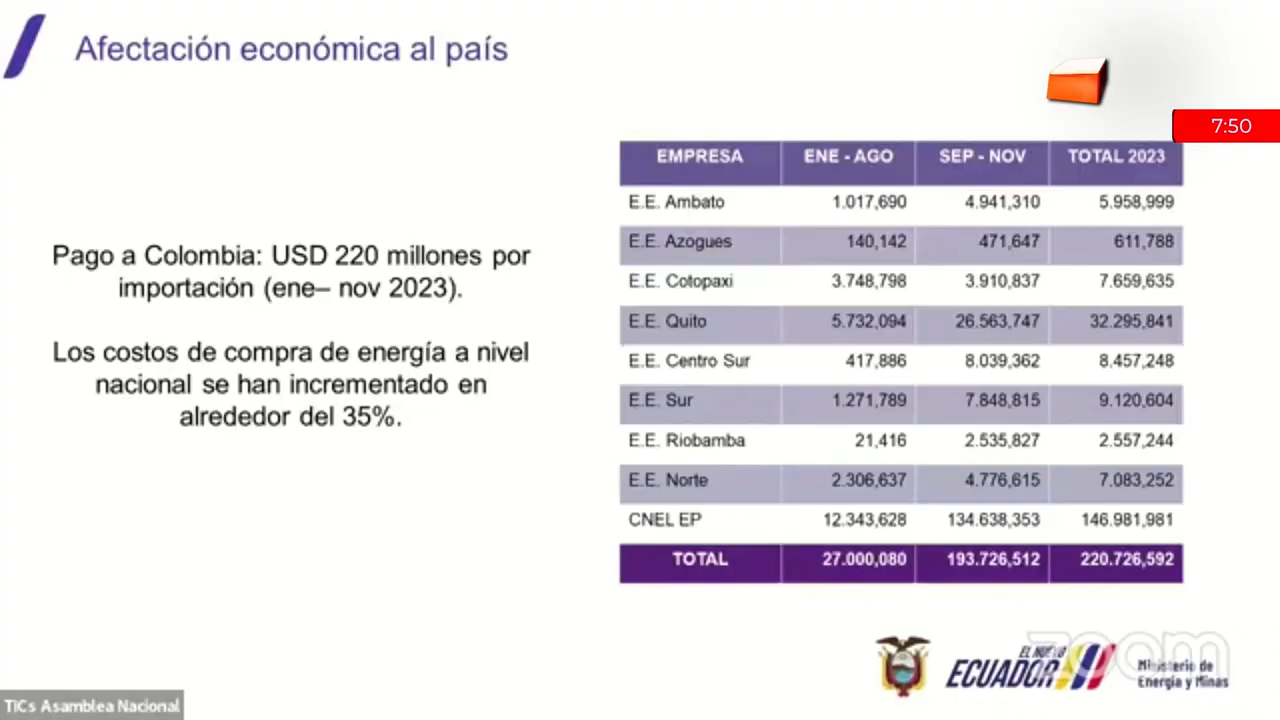 Afectación económica al país
7:50
Pago a Colombia: USD 220 millones por
importación (ene– nov 2023).
Los costos de compra de energía a nivel
nacional se han incrementado en
alrededor del 35%.
EMPRESA ENE - AGO SEP - NOV TOTAL 2023
E.E. Ambato 1.017,690 4.941,310 5.958,999
E.E. Azogues 140,142 471,647 611,788
E.E. Cotopaxi 3.748,798 3.910,837 7.659,635
E.E. Quito 5.732,094 26.563,747 32.295,841
E.E. Centro Sur 417,886 8.039,362 8.457,248
E.E. Sur 1.271,789 7.848,815 9.120,604
E.E. Riobamba 21,416 2.535,827 2.557,244
E.E. Norte 2.306,637 4.776,615 7.083,252
CNEL EP 12.343,628 134.638,353 146.981,981
TOTAL 27.000,080 193.726,512 220.726,592
EL NUEVO
ECUADOR
zoom
Ministerio de
Energía y Minas
TICs Asamblea Nacional